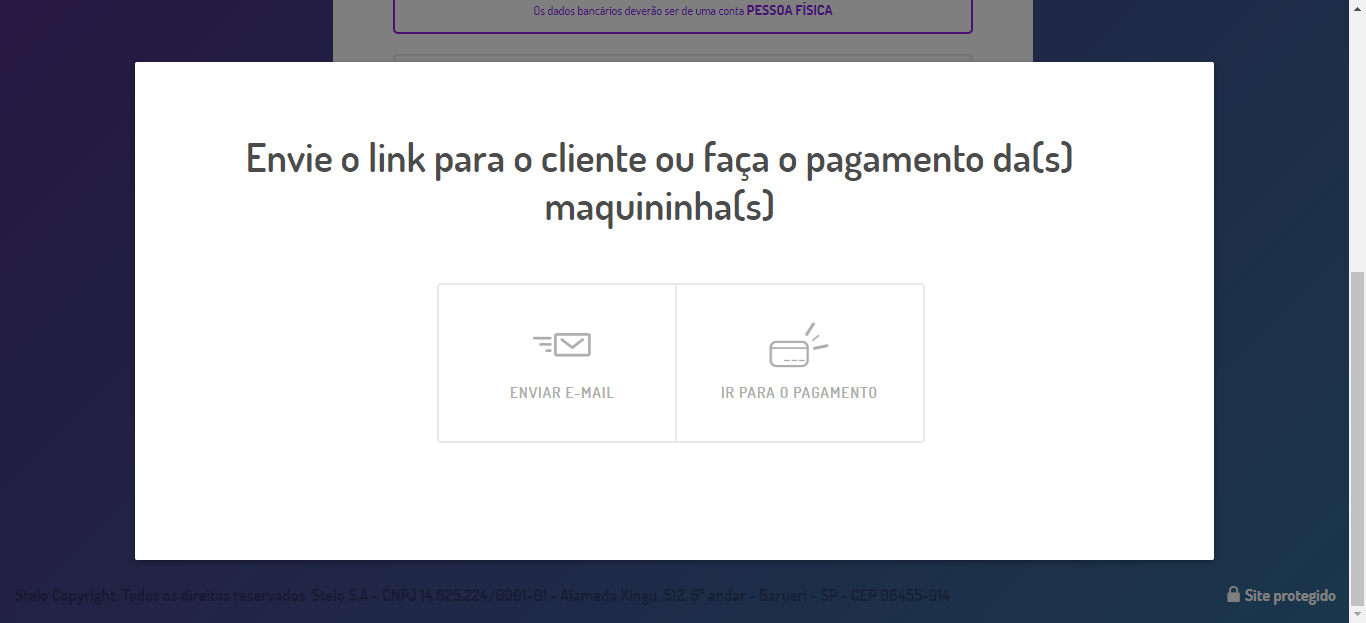 Os dados bancários deverão ser de uma conta PESSOA FÍSICA
Envie o link para o cliente ou faça o pagamento da(s)
maquininha(s)
ENVIAR E-MAIL
IR PARA O PAGAMENTO
Stelo Copyright. Todos os direitos reservados. Stelo S.A - CNPJ 14.625.224/0001-01 - Alameda Xingu, 512, 6º andar - Barueri - SP - CEP 06455-914
Site protegido